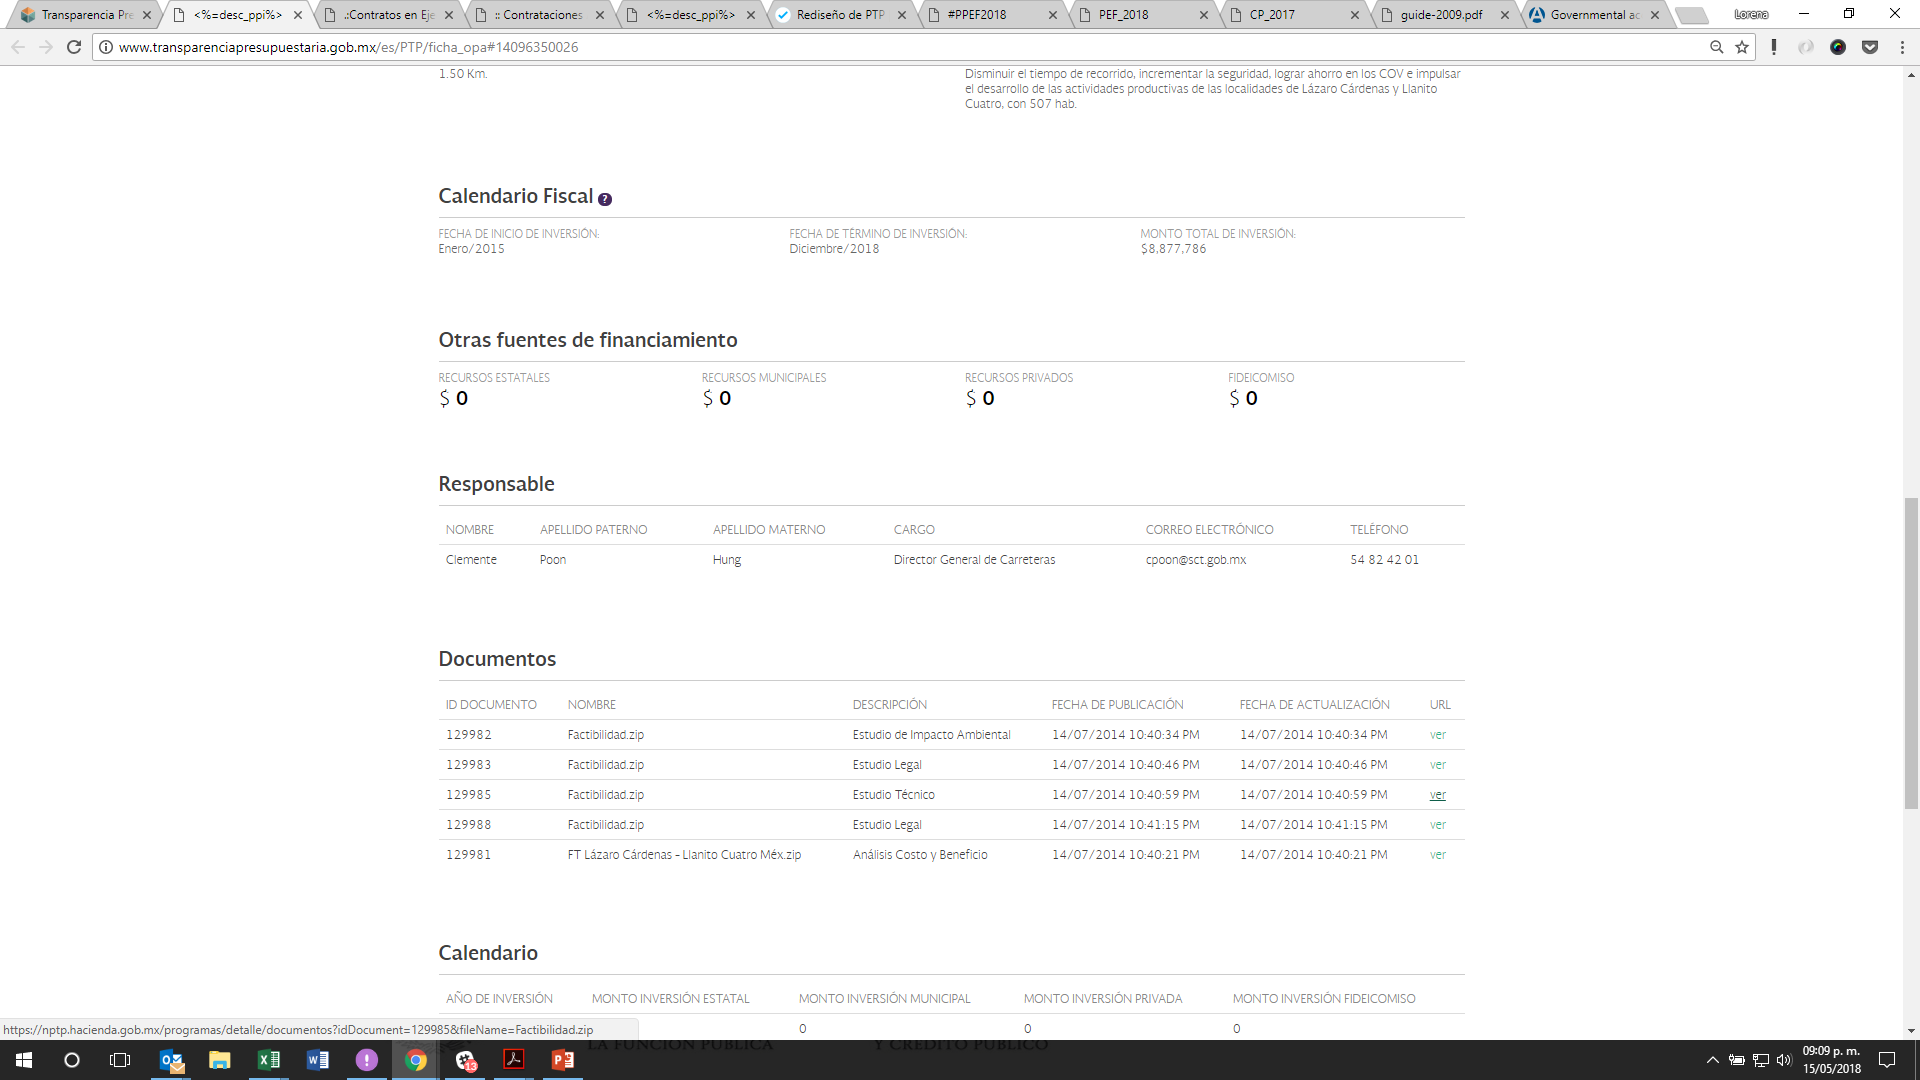 Transparencia Pre
<%=desc_ppi%>
.:Contratos en Eje
:: Contrataciones
<%=desc_ppi%>
Rediseño de PTP
#PPEF2018
PEF_2018
CP_2017
guide-2009.pdf
Governmental ac
Lorena
www.transparenciapresupuestaria.gob.mx/es/PTP/ficha_opa#14096350026
1.50 Km.
Disminuir el tiempo de recorrido, incrementar la seguridad, lograr ahorro en los COV e impulsar
el desarrollo de las actividades productivas de las localidades de Lázaro Cárdenas y Llanito
Cuatro, con 507 hab.
Calendario Fiscal ?
FECHA DE INICIO DE INVERSIÓN: FECHA DE TÉRMINO DE INVERSIÓN: MONTO TOTAL DE INVERSIÓN:
Enero/2015 Diciembre/2018 $8,877,786
Otras fuentes de financiamiento
RECURSOS ESTATALES RECURSOS MUNICIPALES RECURSOS PRIVADOS FIDEICOMISO
$ 0 $ 0 $ 0 $ 0
Responsable
NOMBRE APELLIDO PATERNO APELLIDO MATERNO CARGO CORREO ELECTRÓNICO TELÉFONO
Clemente Poon Hung Director General de Carreteras cpoon@sct.gob.mx 54 82 42 01
Documentos
ID DOCUMENTO NOMBRE DESCRIPCIÓN FECHA DE PUBLICACIÓN FECHA DE ACTUALIZACIÓN URL
129982 Factibilidad.zip Estudio de Impacto Ambiental 14/07/2014 10:40:34 PM 14/07/2014 10:40:34 PM ver
129983 Factibilidad.zip Estudio Legal 14/07/2014 10:40:46 PM 14/07/2014 10:40:46 PM ver
129985 Factibilidad.zip Estudio Técnico 14/07/2014 10:40:59 PM 14/07/2014 10:40:59 PM ver
129988 Factibilidad.zip Estudio Legal 14/07/2014 10:41:15 PM 14/07/2014 10:41:15 PM ver
129981 FT Lázaro Cárdenas - Llanito Cuatro Méx.zip Análisis Costo y Beneficio 14/07/2014 10:40:21 PM 14/07/2014 10:40:21 PM ver
Calendario
AÑO DE INVERSIÓN MONTO INVERSIÓN ESTATAL MONTO INVERSIÓN MUNICIPAL MONTO INVERSIÓN PRIVADA MONTO INVERSIÓN FIDEICOMISO
0 0 0
https://nptp.hacienda.gob.mx/programas/detalle/documentos?idDocument=129985&fileName=Factibilidad.zip
LA FUNCIÓN PÚBLICA Y CRÉDITO PÚBLICO
13
09:09 p. m.
15/05/2018